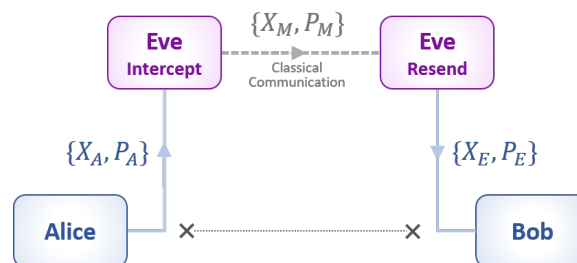 {X_M, P_M}
Eve
Intercept
Classical
Communication
Eve
Resend
{X_A, P_A}
{X_E, P_E}
Alice
Bob